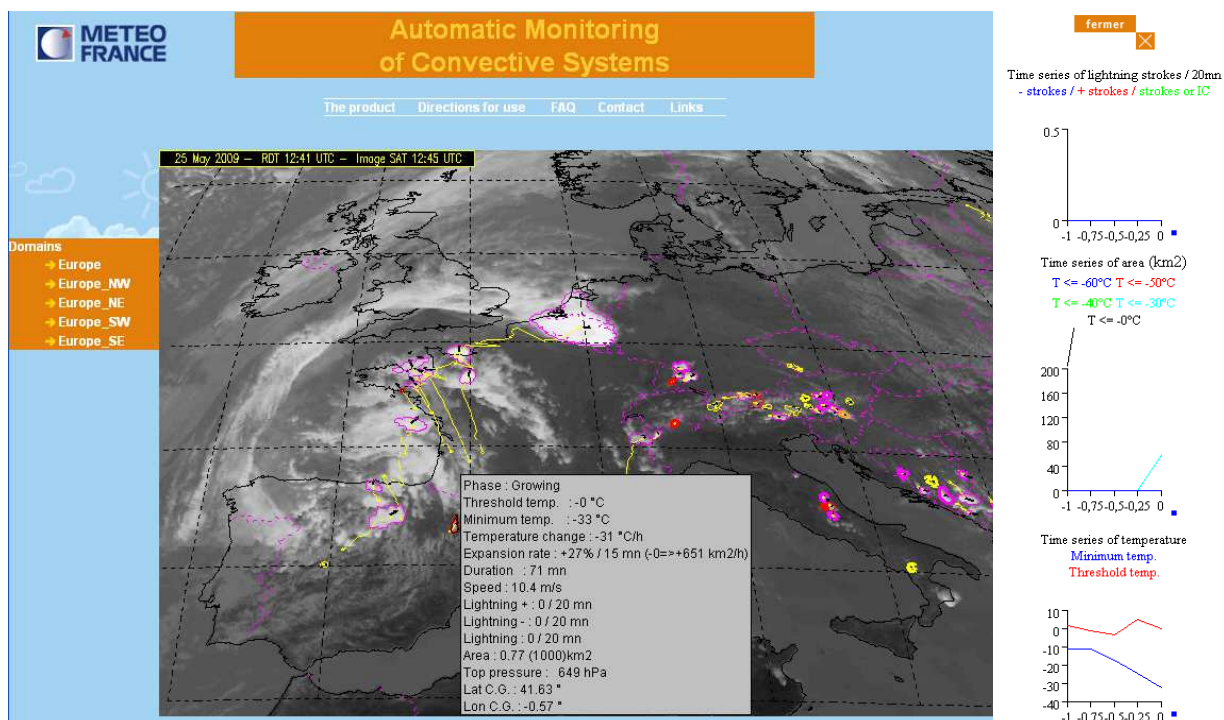 METEO
FRANCE
Automatic Monitoring
of Convective Systems
The product Directions for use FAQ Contact Links
25 May 2009 – RDT 12:41 UTC – Image SAT 12:45 UTC
Domains
Europe
Europe_NW
Europe_NE
Europe_SW
Europe_SE
Phase : Growing
Threshold temp. : -0 °C
Minimum temp. : -33 °C
Temperature change : -31 °C/h
Expansion rate : +27% / 15 mn (-0=>+651 km2/h)
Duration : 71 mn
Speed : 10.4 m/s
Lightning + : 0 / 20 mn
Lightning - : 0 / 20 mn
Lightning : 0 / 20 mn
Area : 0.77 (1000)km2
Top pressure : 649 hPa
Lat C.G. : 41.63 °
Lon C.G. : -0.57 °
fermer
Time series of lightning strokes / 20mn
- strokes / + strokes / strokes or IC
0.5
0
-1 -0,75 -0,5 -0,25 0
Time series of area (km2)
T <= -60°C T <= -50°C
T <= -40°C T <= -30°C
T <= -0°C
200
160
120
80
40
0
-1 -0,75 -0,5 -0,25 0
Time series of temperature
Minimum temp.
Threshold temp.
10
0
-10
-20
-30
-40
-1 -0,75 -0,5 -0,25 0